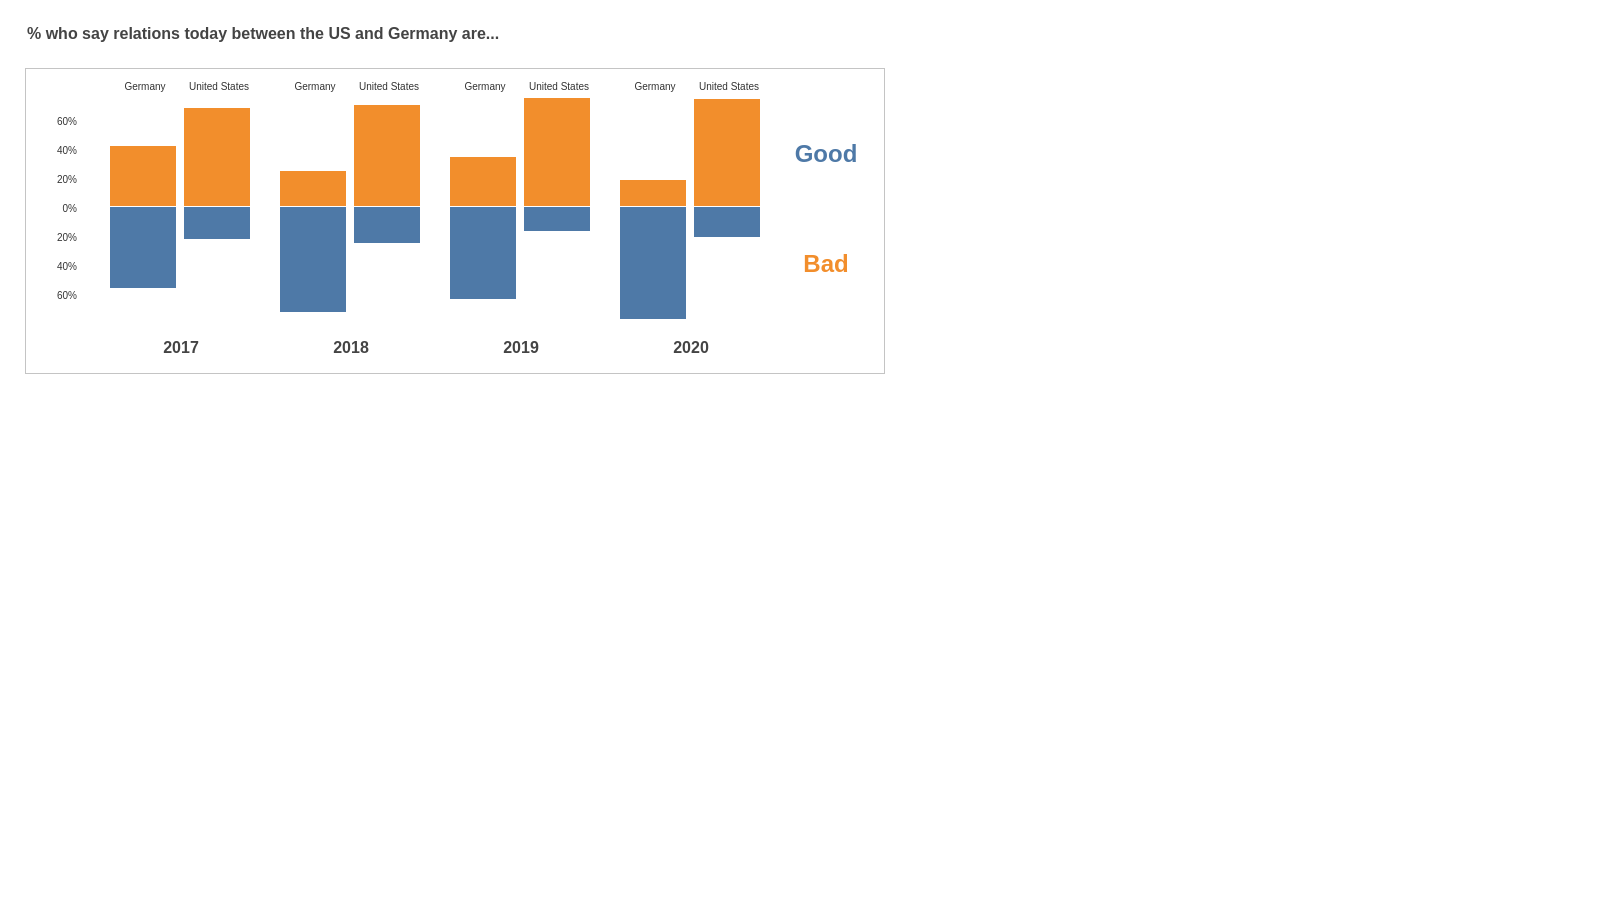 % who say relations today between the US and Germany are...
Germany United States Germany United States Germany United States Germany United States
60%
40%
20%
0%
20%
40%
60%
Good
Bad
2017 2018 2019 2020